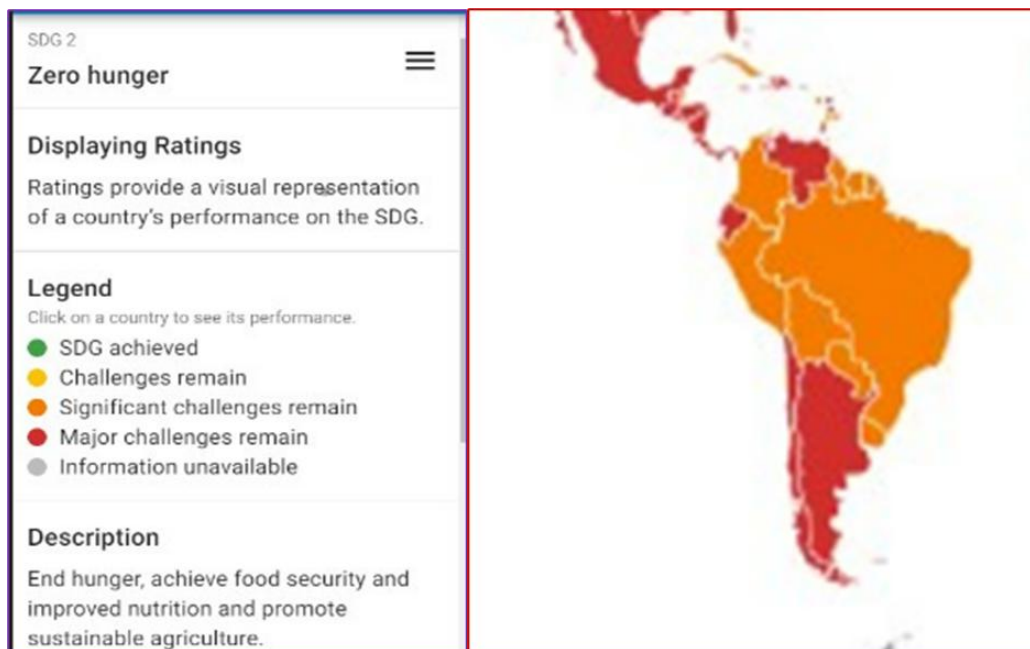 SDG 2
Zero hunger
Displaying Ratings
Ratings provide a visual representation
of a country's performance on the SDG.
Legend
Click on a country to see its performance.
SDG achieved
Challenges remain
Significant challenges remain
Major challenges remain
Information unavailable
Description
End hunger, achieve food security and
improved nutrition and promote
sustainable agriculture.